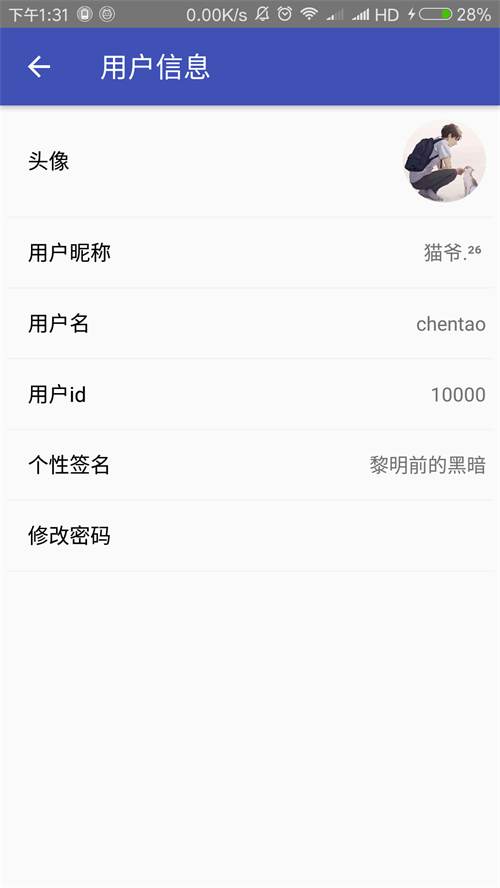 下午1:31 0.00K/s HD 28%
用户信息
头像
用户昵称 猫爷.²⁶
用户名 chentao
用户id 10000
个性签名 黎明前的黑暗
修改密码